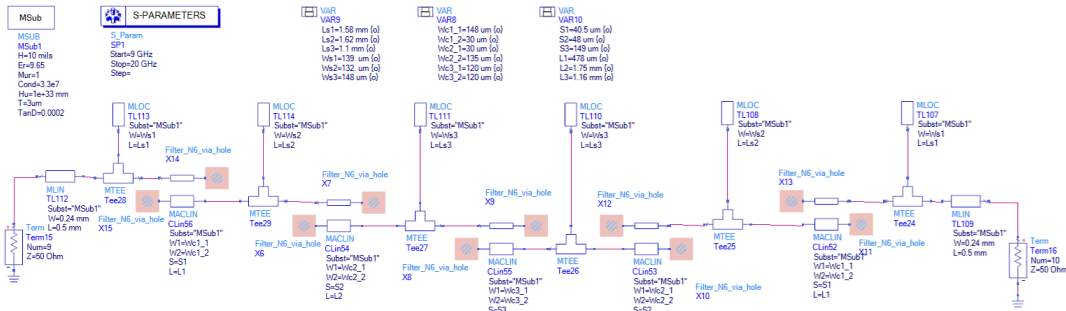 MSub
MSUB
MSub1
H=10 mils
Er=9.65
Mur=1
Cond=3.3e7
Hu=1e+33 mm
T=3um
TanD=0.0002
S-PARAMETERS
S_Param
SP1
Start=9 GHz
Stop=20 GHz
Step=
VAR
VAR9
Ls1=1.58 mm {o}
Ls2=1.62 mm {o}
Ls3=1.1 mm {o}
Ws1=139. um {o}
Ws2=132. um {o}
Ws3=148 um {o}
VAR
VAR8
Wc1_1=148 um {o}
Wc1_2=30 um {o}
Wc2_1=30 um {o}
Wc2_2=135 um {o}
Wc3_1=120 um {o}
Wc3_2=120 um {o}
VAR
VAR10
S1=40.5 um {o}
S2=48 um {o}
S3=149 um {o}
L1=478 um {o}
L2=1.75 mm {o}
L3=1.16 mm {o}
MLOC
TL113
Subst="MSub1"
W=Ws1
L=Ls1
MLOC
TL114
Subst="MSub1"
W=Ws2
L=Ls2
MLOC
TL111
Subst="MSub1"
W=Ws3
L=Ls3
MLOC
TL110
Subst="MSub1"
W=Ws3
L=Ls3
MLOC
TL108
Subst="MSub1"
W=Ws2
L=Ls2
MLOC
TL107
Subst="MSub1"
W=Ws1
L=Ls1
Filter_N6_via_hole
X14
MLIN
TL112
Subst="MSub1"
W=0.24 mm
L=0.5 mm
MTEE
Tee28
Filter_N6_via_hole
X15
MACLIN
CLin56
Subst="MSub1"
W1=Wc1_1
W2=Wc1_2
S=S1
L=L1
MTEE
Tee29
Filter_N6_via_hole
X7
Filter_N6_via_hole
X6
MACLIN
CLin54
Subst="MSub1"
W1=Wc2_1
W2=Wc2_2
S=S2
L=L2
MTEE
Tee27
Filter_N6_via_hole
X9
Filter_N6_via_hole
X8
MACLIN
CLin55
Subst="MSub1"
W1=Wc3_1
W2=Wc3_2
S=S3
MTEE
Tee26
Filter_N6_via_hole
X12
MACLIN
CLin53
Subst="MSub1"
W1=Wc2_1
W2=Wc2_2
S=S2
Filter_N6_via_hole
X10
MTEE
Tee25
Filter_N6_via_hole
X13
MACLIN
CLin52
Subst="MSub1"
W1=Wc1_1
W2=Wc1_2
S=S1
L=L1
Filter_N6_via_hole
X11
MTEE
Tee24
MLIN
TL109
Subst="MSub1"
W=0.24 mm
L=0.5 mm
Term
Term15
Num=9
Z=50 Ohm
Term
Term16
Num=10
Z=50 Ohm